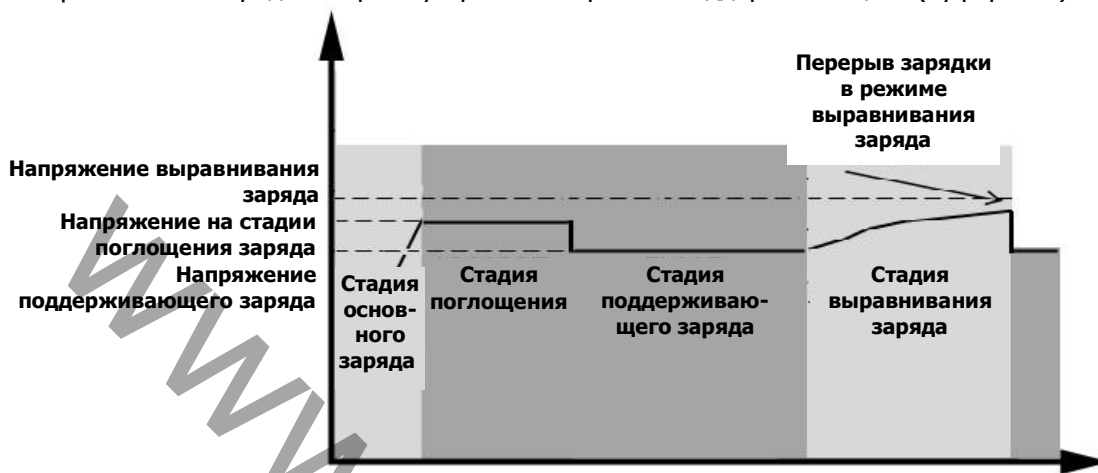 Перерыв зарядки
в режиме
выравнивания
заряда
Напряжение выравнивания
заряда
Напряжение на стадии
поглощения заряда
Напряжение
поддерживающего заряда
Стадия
основ-
ного
заряда
Стадия
поглощения
Стадия
поддерживаю-
щего заряда
Стадия
выравнивания
заряда
www